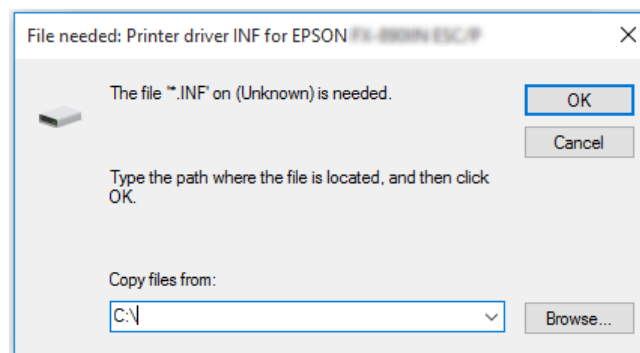 File needed: Printer driver INF for EPSON
The file '*.INF' on (Unknown) is needed.
OK
Cancel
Type the path where the file is located, and then click
OK.
Copy files from:
C:\
Browse...